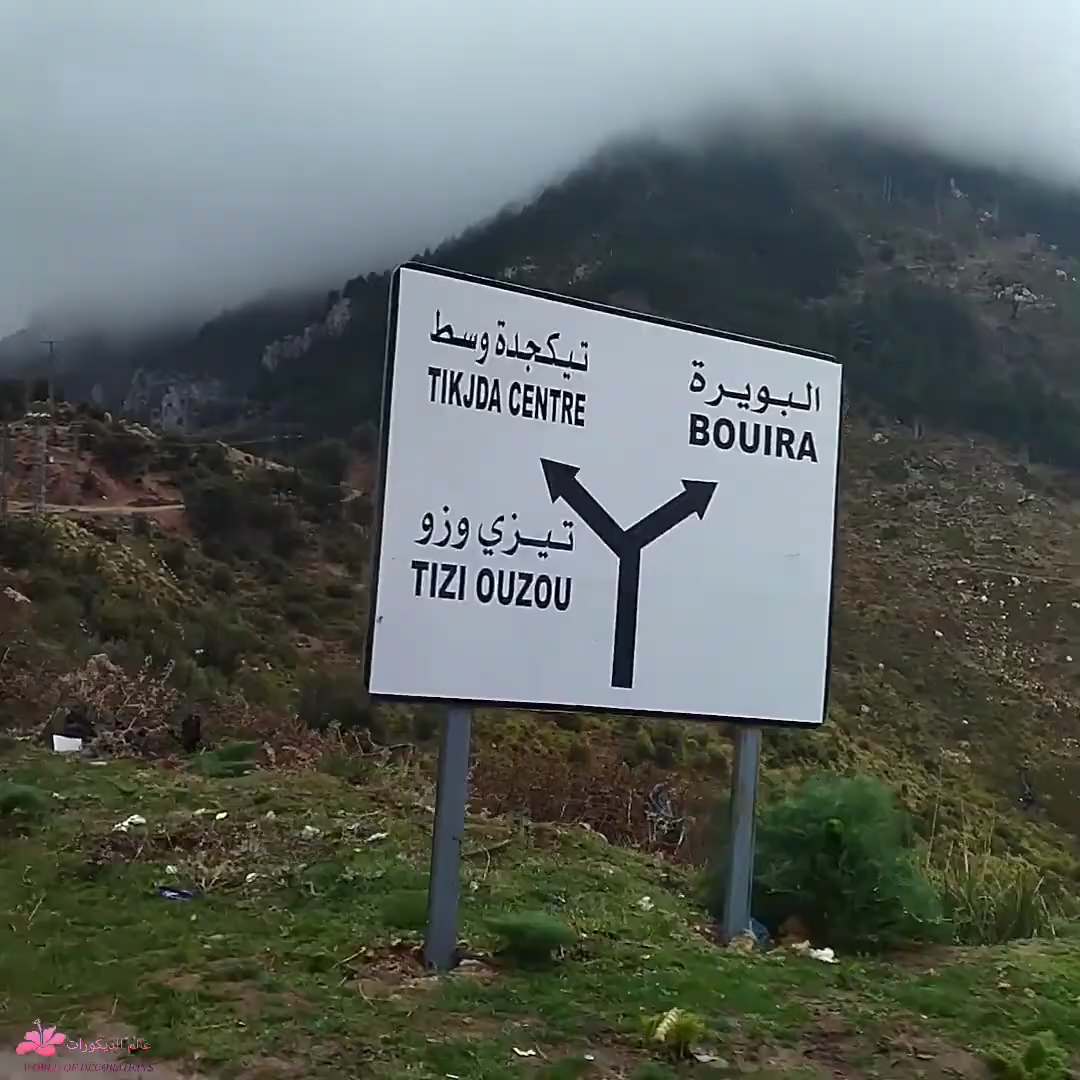 تيكجدة وسط
TIKJDA CENTRE
البويرة
BOUIRA
تيزي وزو
TIZI OUZOU
عالم الديكورات
WORLD OF DECORATIONS